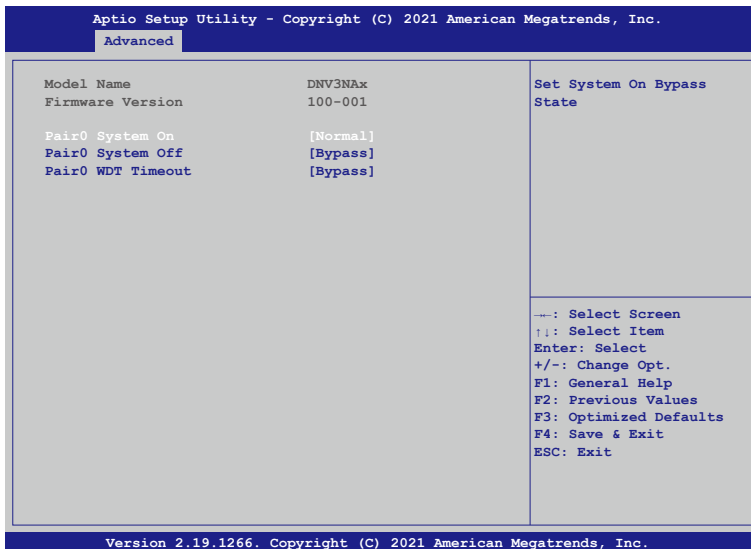 Aptio Setup Utility - Copyright (C) 2021 American Megatrends, Inc.
Advanced
Model Name DNV3NAx
Firmware Version 100-001
Pair0 System On [Normal]
Pair0 System Off [Bypass]
Pair0 WDT Timeout [Bypass]
Set System On Bypass
State
→←: Select Screen
↑↓: Select Item
Enter: Select
+/-: Change Opt.
F1: General Help
F2: Previous Values
F3: Optimized Defaults
F4: Save & Exit
ESC: Exit
Version 2.19.1266. Copyright (C) 2021 American Megatrends, Inc.